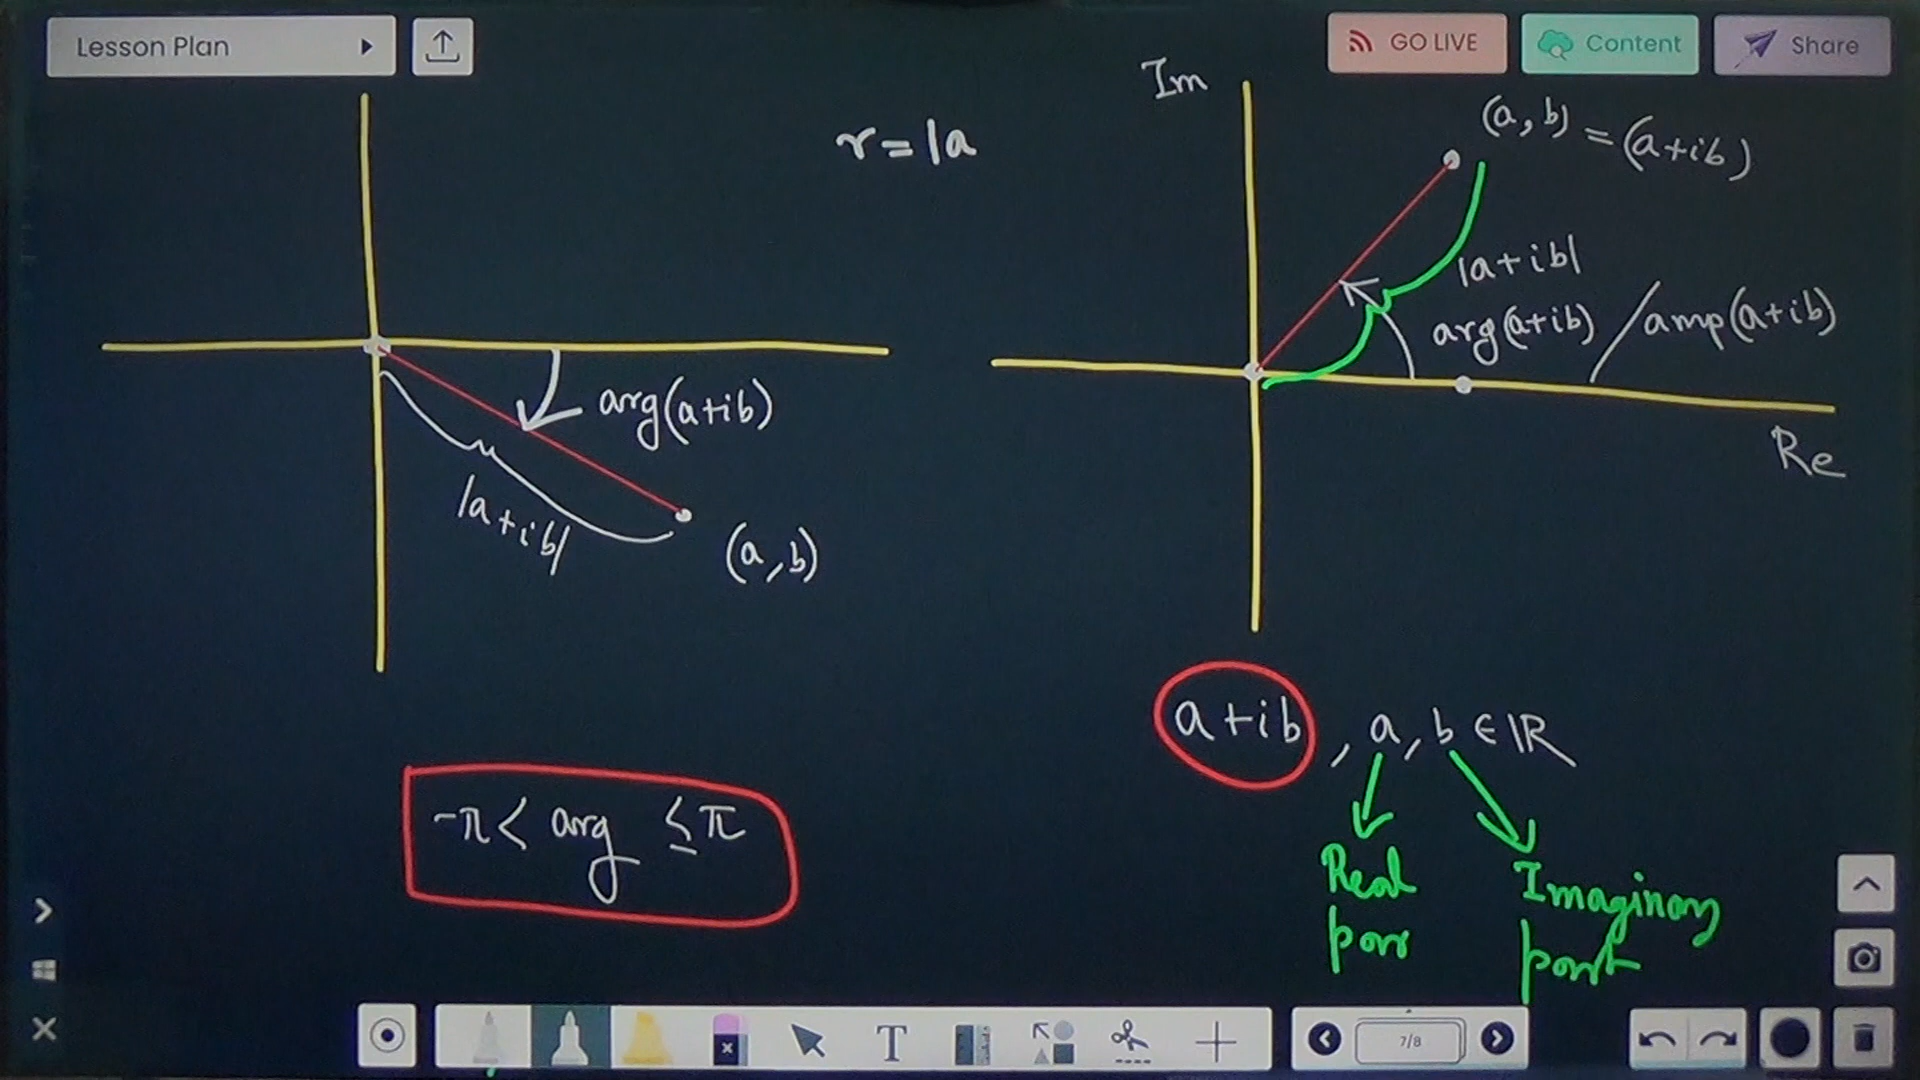 Lesson Plan
GO LIVE
Content
Share
Im
r = |a
(a, b) = (a+ib)
|a+ib|
arg(a+ib) / amp(a+ib)
Re
arg(a+ib)
|a+ib|
(a, b)
a+ib , a, b ∈ ℝ
-π < arg ≤ π
Real
Imaginary
part
T
7/8